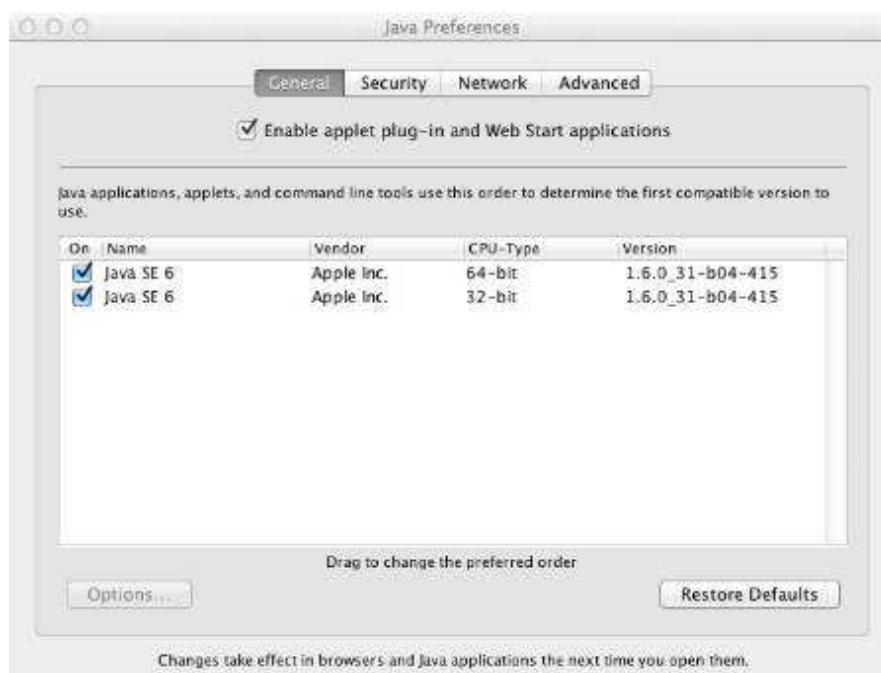 Java Preferences
General Security Network Advanced
Enable applet plug-in and Web Start applications
Java applications, applets, and command line tools use this order to determine the first compatible version to
use.
On Name Vendor CPU-Type Version
Java SE 6 Apple Inc. 64-bit 1.6.0_31-b04-415
Java SE 6 Apple Inc. 32-bit 1.6.0_31-b04-415
Drag to change the preferred order
Options... Restore Defaults
Changes take effect in browsers and Java applications the next time you open them.